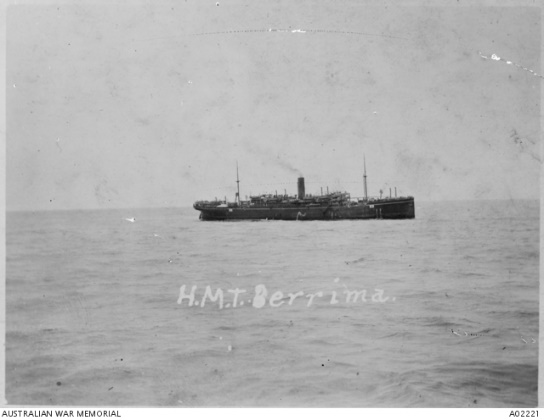 H.M.T. Berrima.
AUSTRALIAN WAR MEMORIAL A02221